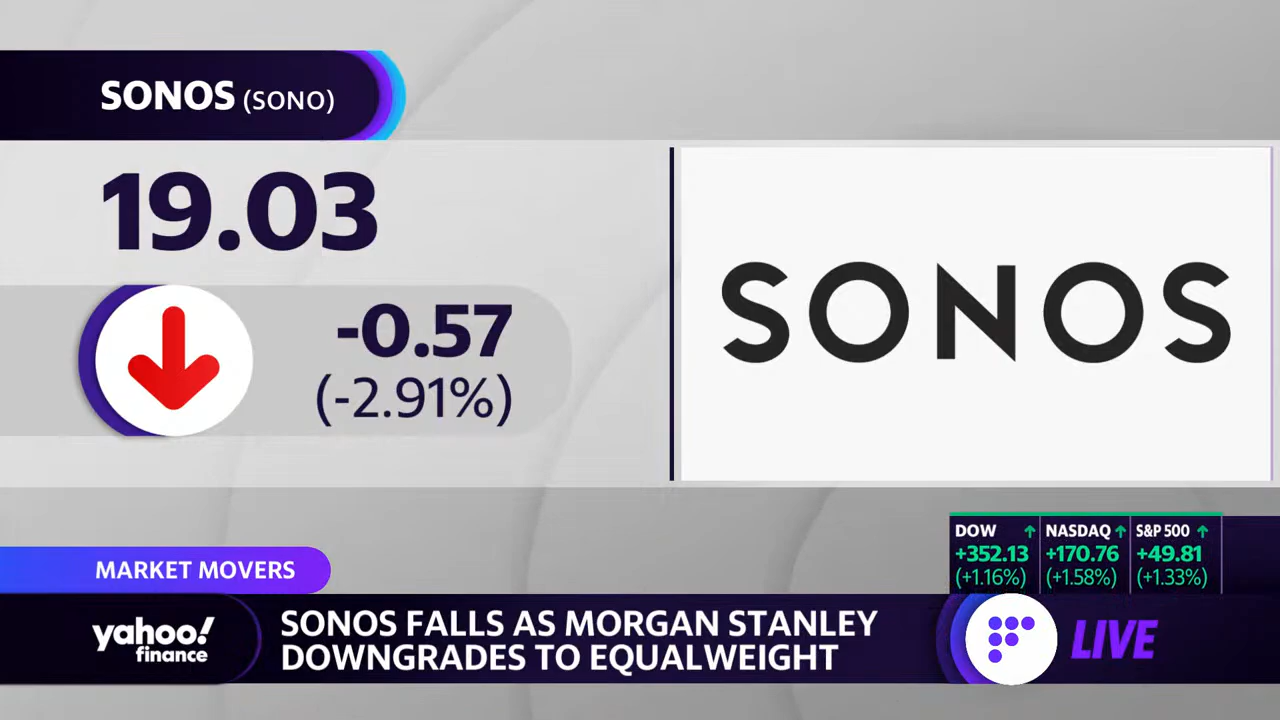 SONOS (SONO)
19.03
-0.57
(-2.91%)
SONOS
DOW NASDAQ S&P 500
+352.13 +170.76 +49.81
(+1.16%) (+1.58%) (+1.33%)
MARKET MOVERS
yahoo!
finance
SONOS FALLS AS MORGAN STANLEY
DOWNGRADES TO EQUALWEIGHT
LIVE